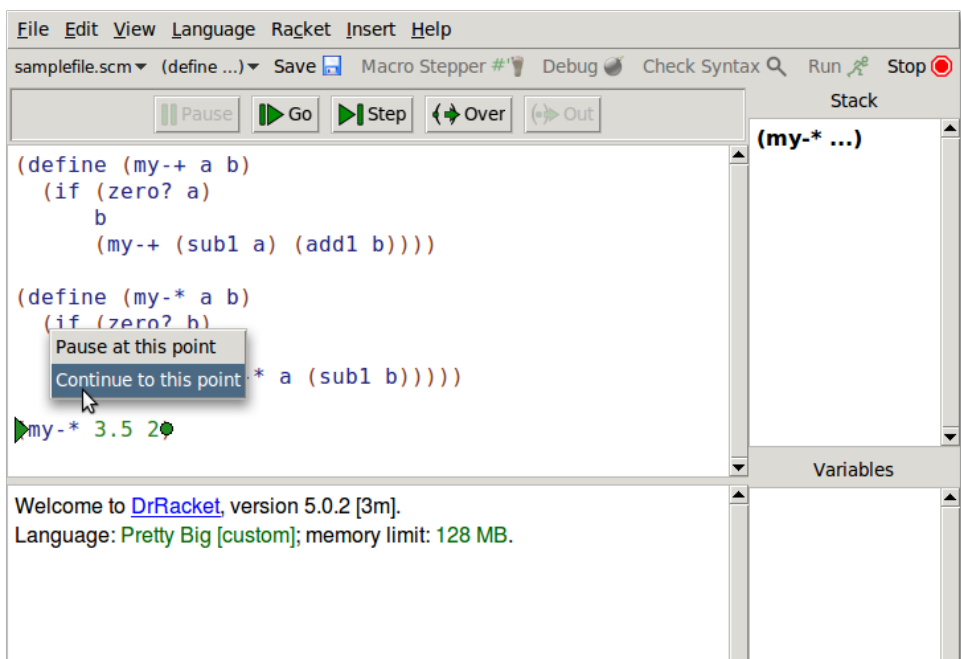 File Edit View Language Racket Insert Help
samplefile.scm (define ...) Save Macro Stepper #' Debug Check Syntax Run Stop
Pause Go Step Over Out
Stack
(my-* ...)
(define (my-+ a b)
(if (zero? a)
b
(my-+ (sub1 a) (add1 b))))
(define (my-* a b)
(if (zero? b)
Pause at this point
Continue to this point
* a (sub1 b)))))
my-* 3.5 2
Variables
Welcome to DrRacket, version 5.0.2 [3m].
Language: Pretty Big [custom]; memory limit: 128 MB.